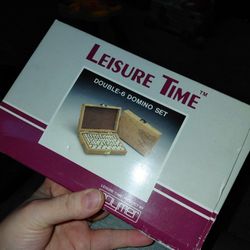 LEISURE TIME™
DOUBLE-6 DOMINO SET